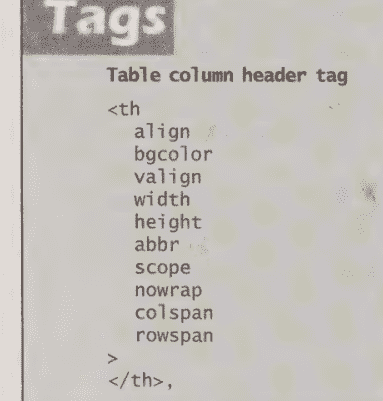 Tags
Table column header tag
<th
align
bgcolor
valign
width
height
abbr
scope
nowrap
colspan
rowspan
>
</th>,